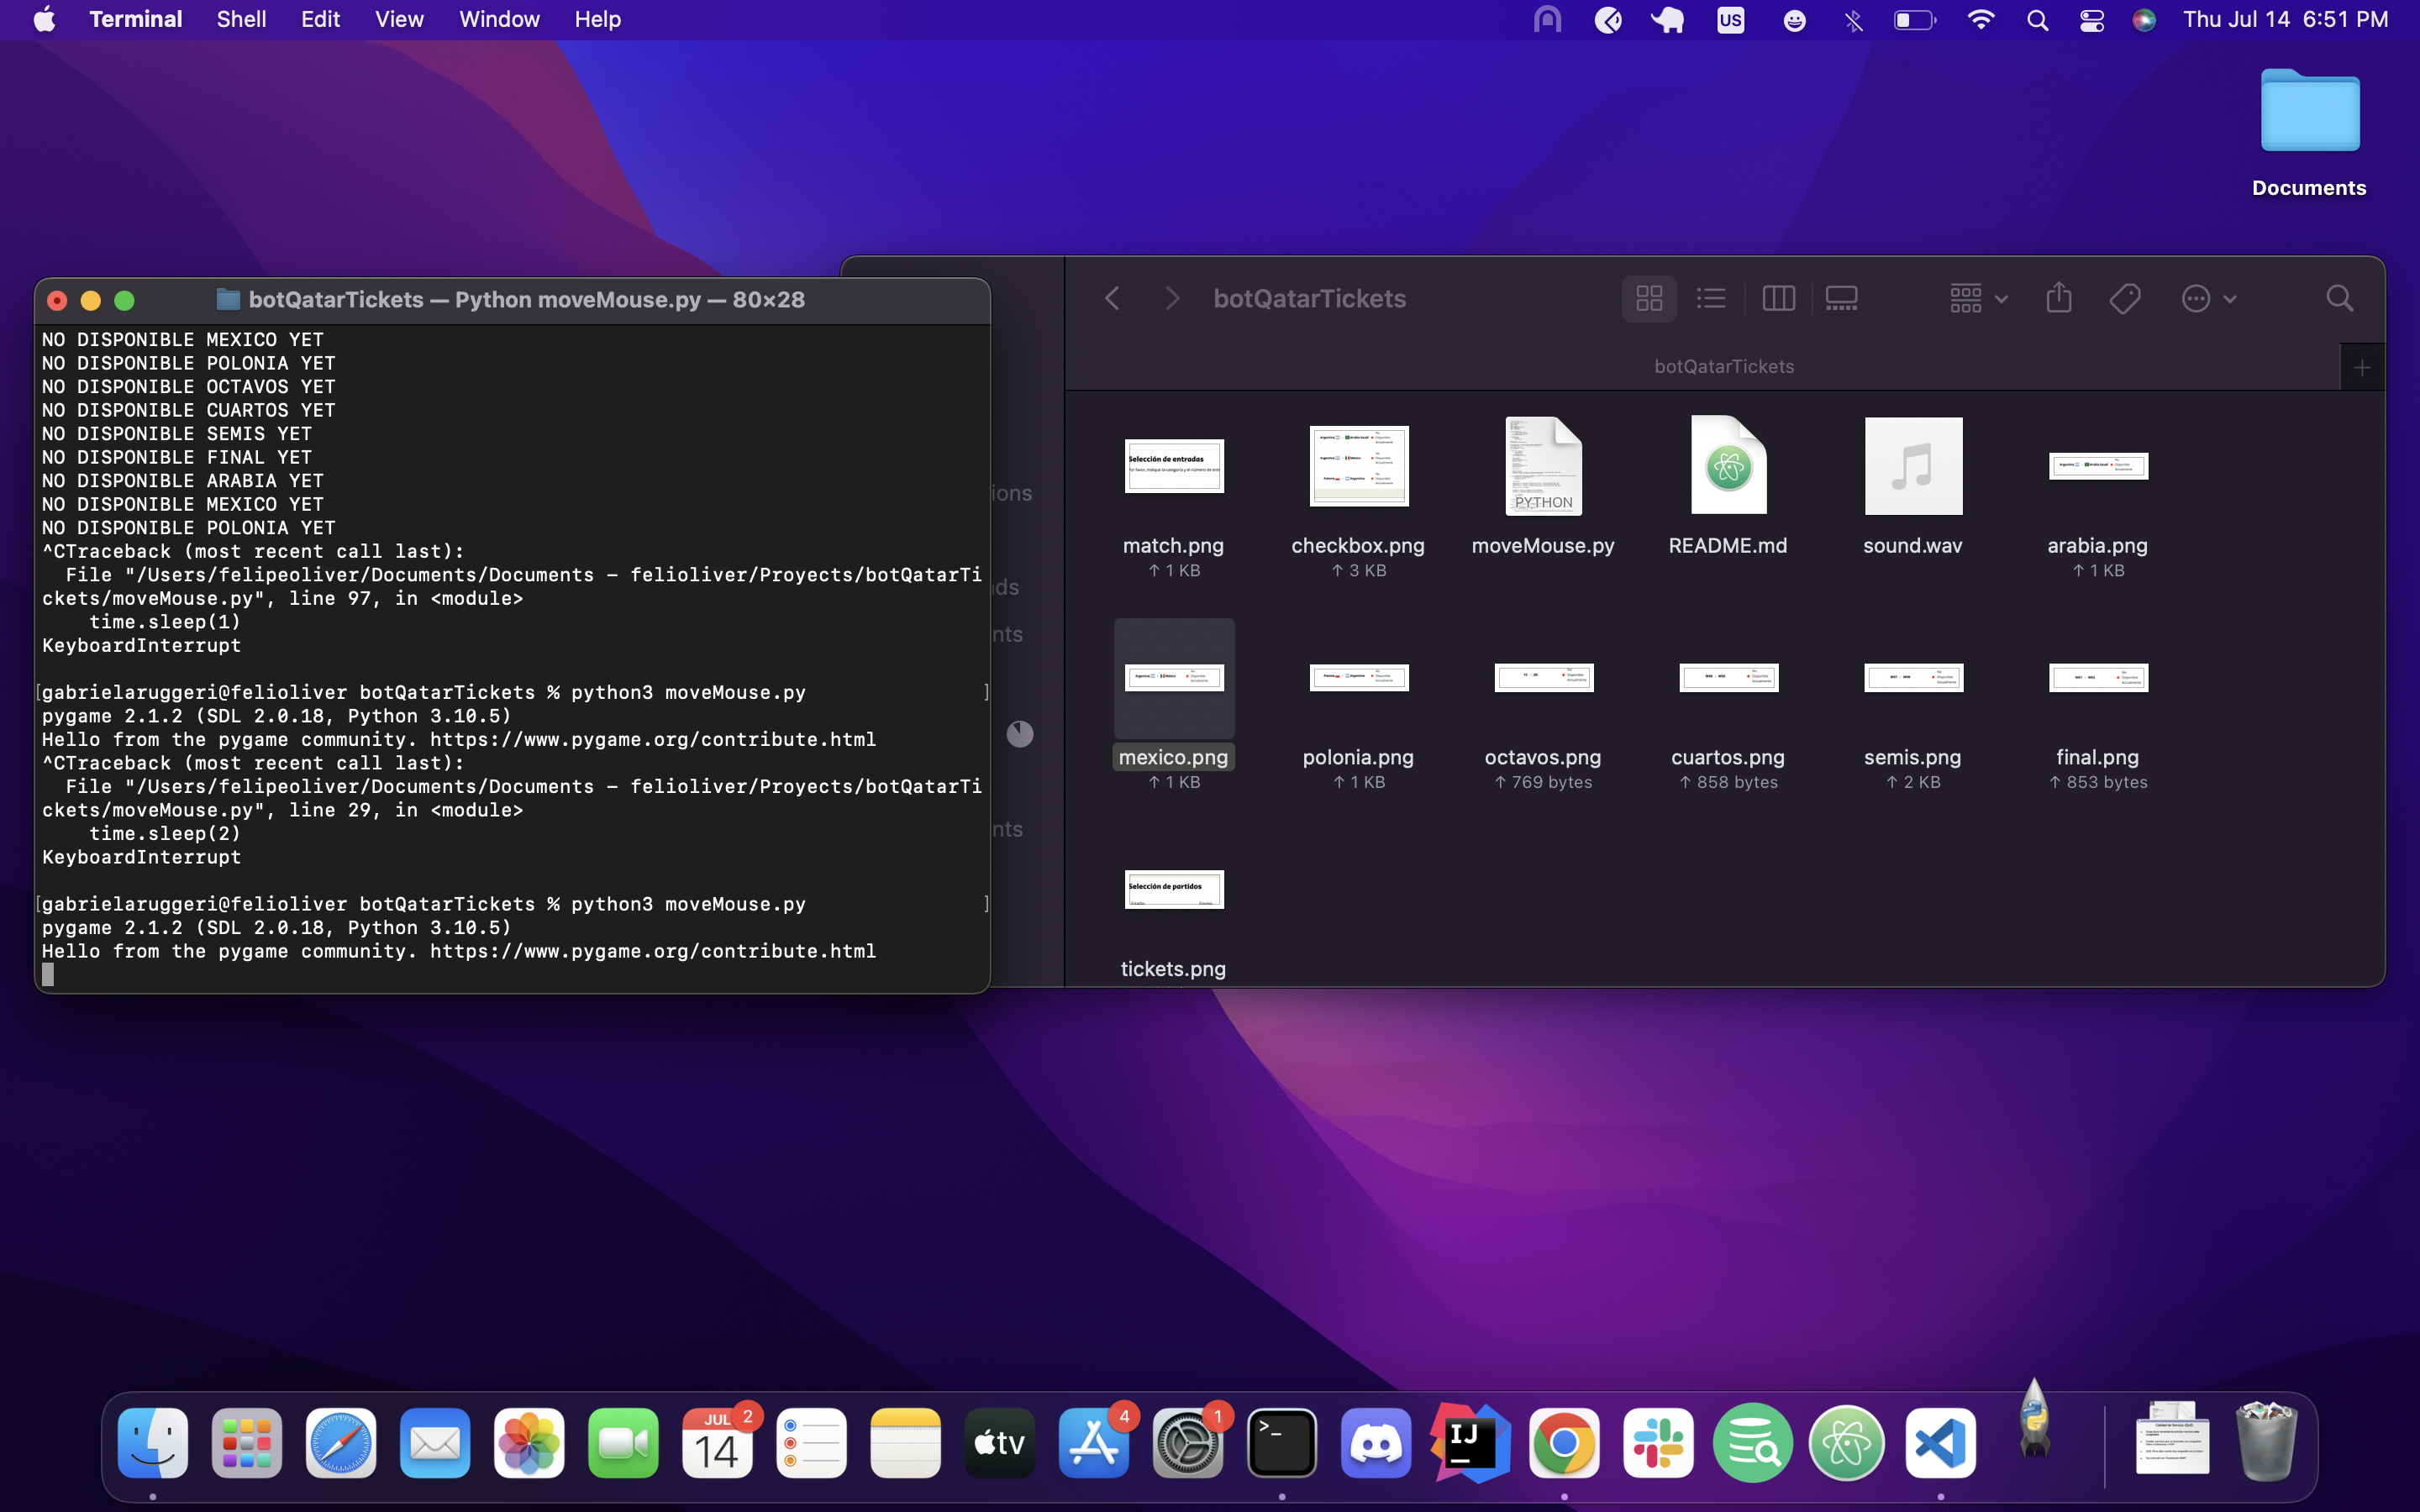 Terminal Shell Edit View Window Help
US
Thu Jul 14 6:51 PM
Documents
botQatarTickets — Python moveMouse.py — 80×28
NO DISPONIBLE MEXICO YET
NO DISPONIBLE POLONIA YET
NO DISPONIBLE OCTAVOS YET
NO DISPONIBLE CUARTOS YET
NO DISPONIBLE SEMIS YET
NO DISPONIBLE FINAL YET
NO DISPONIBLE ARABIA YET
NO DISPONIBLE MEXICO YET
NO DISPONIBLE POLONIA YET
^CTraceback (most recent call last):
File "/Users/felipeoliver/Documents/Documents – felioliver/Proyects/botQatarTi
ckets/moveMouse.py", line 97, in <module>
time.sleep(1)
KeyboardInterrupt
[gabrielaruggeri@felioliver botQatarTickets % python3 moveMouse.py ]
pygame 2.1.2 (SDL 2.0.18, Python 3.10.5)
Hello from the pygame community. https://www.pygame.org/contribute.html
^CTraceback (most recent call last):
File "/Users/felipeoliver/Documents/Documents – felioliver/Proyects/botQatarTi
ckets/moveMouse.py", line 29, in <module>
time.sleep(2)
KeyboardInterrupt
[gabrielaruggeri@felioliver botQatarTickets % python3 moveMouse.py ]
pygame 2.1.2 (SDL 2.0.18, Python 3.10.5)
Hello from the pygame community. https://www.pygame.org/contribute.html
ions
ds
nts
nts
botQatarTickets
botQatarTickets
Selección de entradas
PYTHON
match.png
↑ 1 KB
checkbox.png
↑ 3 KB
moveMouse.py
README.md
sound.wav
arabia.png
↑ 1 KB
mexico.png
↑ 1 KB
polonia.png
↑ 1 KB
octavos.png
↑ 769 bytes
cuartos.png
↑ 858 bytes
semis.png
↑ 2 KB
final.png
↑ 853 bytes
Selección de partidos
tickets.png
JUL
14
2
tv
4
1
>_
IJ